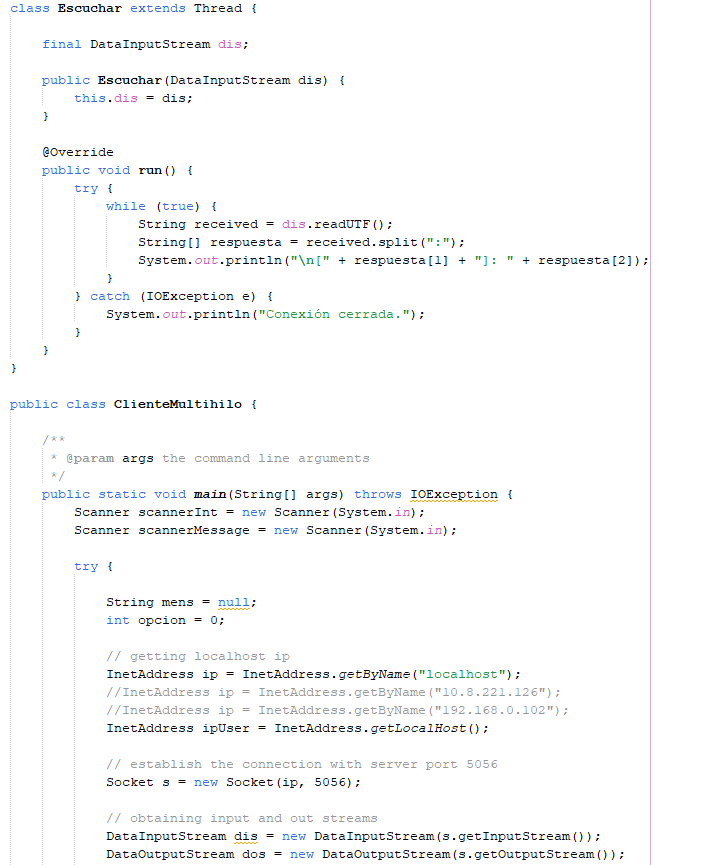 class Escuchar extends Thread {
final DataInputStream dis;
public Escuchar(DataInputStream dis) {
this.dis = dis;
}
@Override
public void run() {
try {
while (true) {
String received = dis.readUTF();
String[] respuesta = received.split(":");
System.out.println("\n[" + respuesta[1] + "]: " + respuesta[2]);
}
} catch (IOException e) {
System.out.println("Conexión cerrada.");
}
}
}
public class ClienteMultihilo {
/**
* @param args the command line arguments
*/
public static void main(String[] args) throws IOException {
Scanner scannerInt = new Scanner(System.in);
Scanner scannerMessage = new Scanner(System.in);
try {
String mens = null;
int opcion = 0;
// getting localhost ip
InetAddress ip = InetAddress.getByName("localhost");
//InetAddress ip = InetAddress.getByName("10.8.221.126");
//InetAddress ip = InetAddress.getByName("192.168.0.102");
InetAddress ipUser = InetAddress.getLocalHost();
// establish the connection with server port 5056
Socket s = new Socket(ip, 5056);
// obtaining input and out streams
DataInputStream dis = new DataInputStream(s.getInputStream());
DataOutputStream dos = new DataOutputStream(s.getOutputStream());